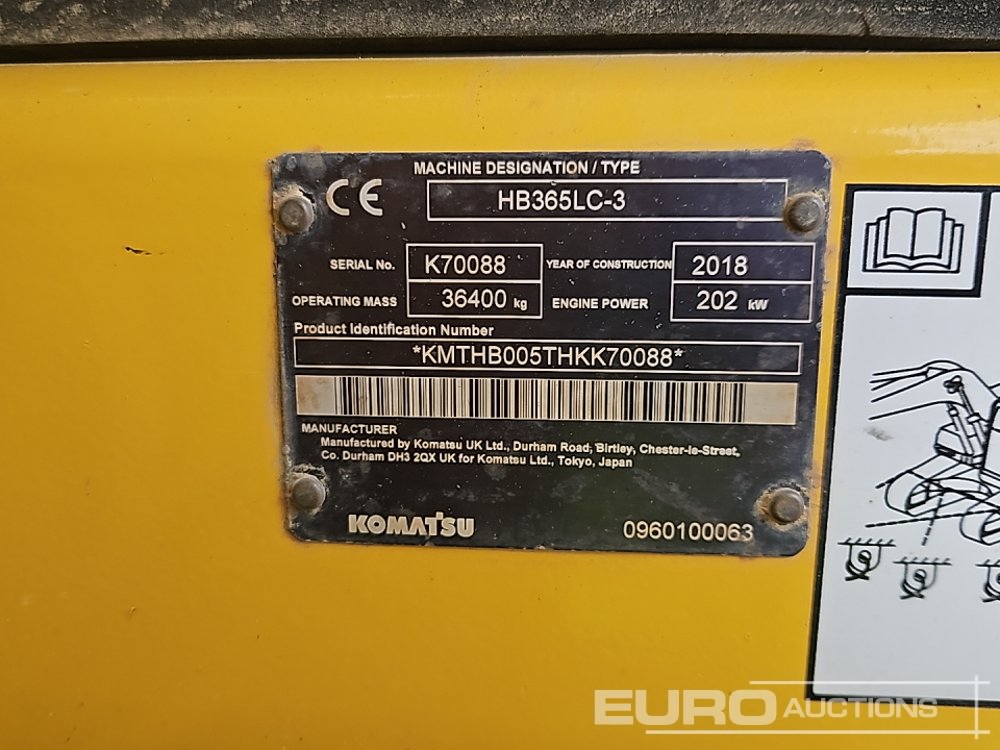 MACHINE DESIGNATION / TYPE
CE
HB365LC-3
SERIAL No.
K70088
YEAR OF CONSTRUCTION
2018
OPERATING MASS
36400 kg
ENGINE POWER
202 kW
Product Identification Number
*KMTHB005THKK70088*
MANUFACTURER
Manufactured by Komatsu UK Ltd., Durham Road, Birtley, Chester-le-Street,
Co. Durham DH3 2QX UK for Komatsu Ltd., Tokyo, Japan
KOMATSU
0960100063
EUROAUCTIONS